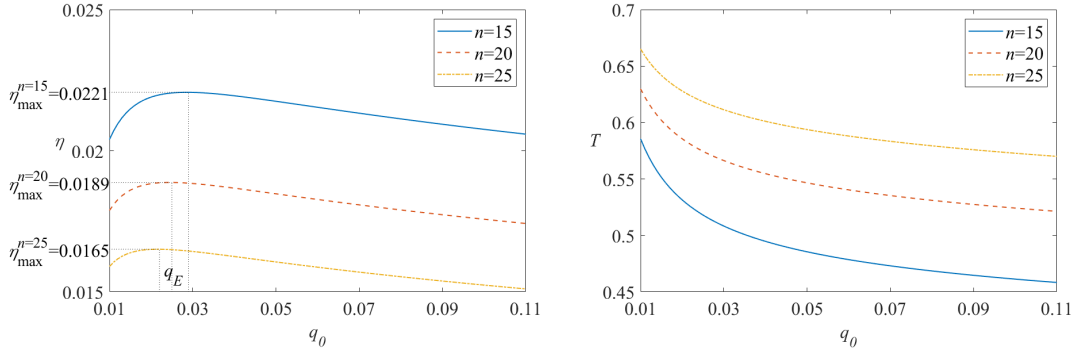 0.025
η_max^{n=15}=0.0221
η
0.02
η_max^{n=20}=0.0189
η_max^{n=25}=0.0165
0.015
q_E
0.01 0.03 0.05 0.07 0.09 0.11
q_0
n=15
n=20
n=25
0.7
0.65
0.6
T
0.55
0.5
0.45
0.01 0.03 0.05 0.07 0.09 0.11
q_0
n=15
n=20
n=25